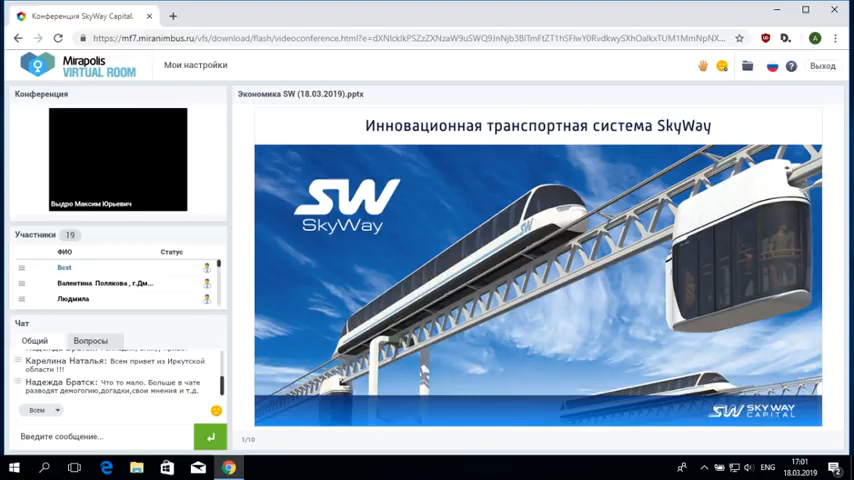 Конференция SkyWay Capital.
https://mf7.miranimbus.ru/vfs/download/flash/videoconference.html?e=
Mirapolis
VIRTUAL ROOM
Мои настройки
Выход
Конференция
Выдро Максим Юрьевич
Участники 19
ФИО Статус
Best
Валентина Полякова , г.Дм...
Людмила
Чат
Общий Вопросы
Карелина Наталья: Всем привет из Иркутской
области !!!
Надежда Братск: Что то мало. Больше в чате
разводят демогогию,догадки,свои мнения и т.д.
Всем
Введите сообщение...
Экономика SW (18.03.2019).pptx
Инновационная транспортная система SkyWay
SW
SkyWay
SW
SW SKY WAY
CAPITAL
1/10
ENG
17:01
18.03.2019